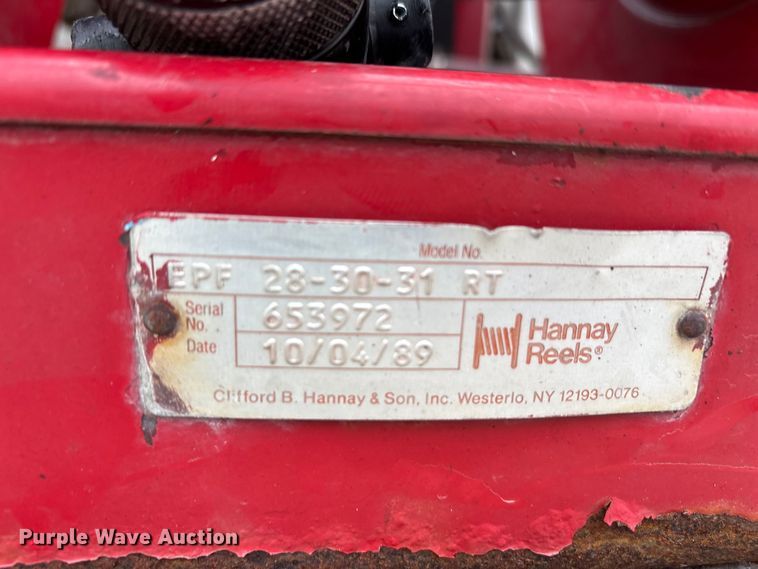 Model No.
EPF 28-30-31 RT
Serial No. 653972
Date 10/04/89
Hannay Reels®
Clifford B. Hannay & Son, Inc. Westerlo, NY 12193-0076
Purple Wave Auction